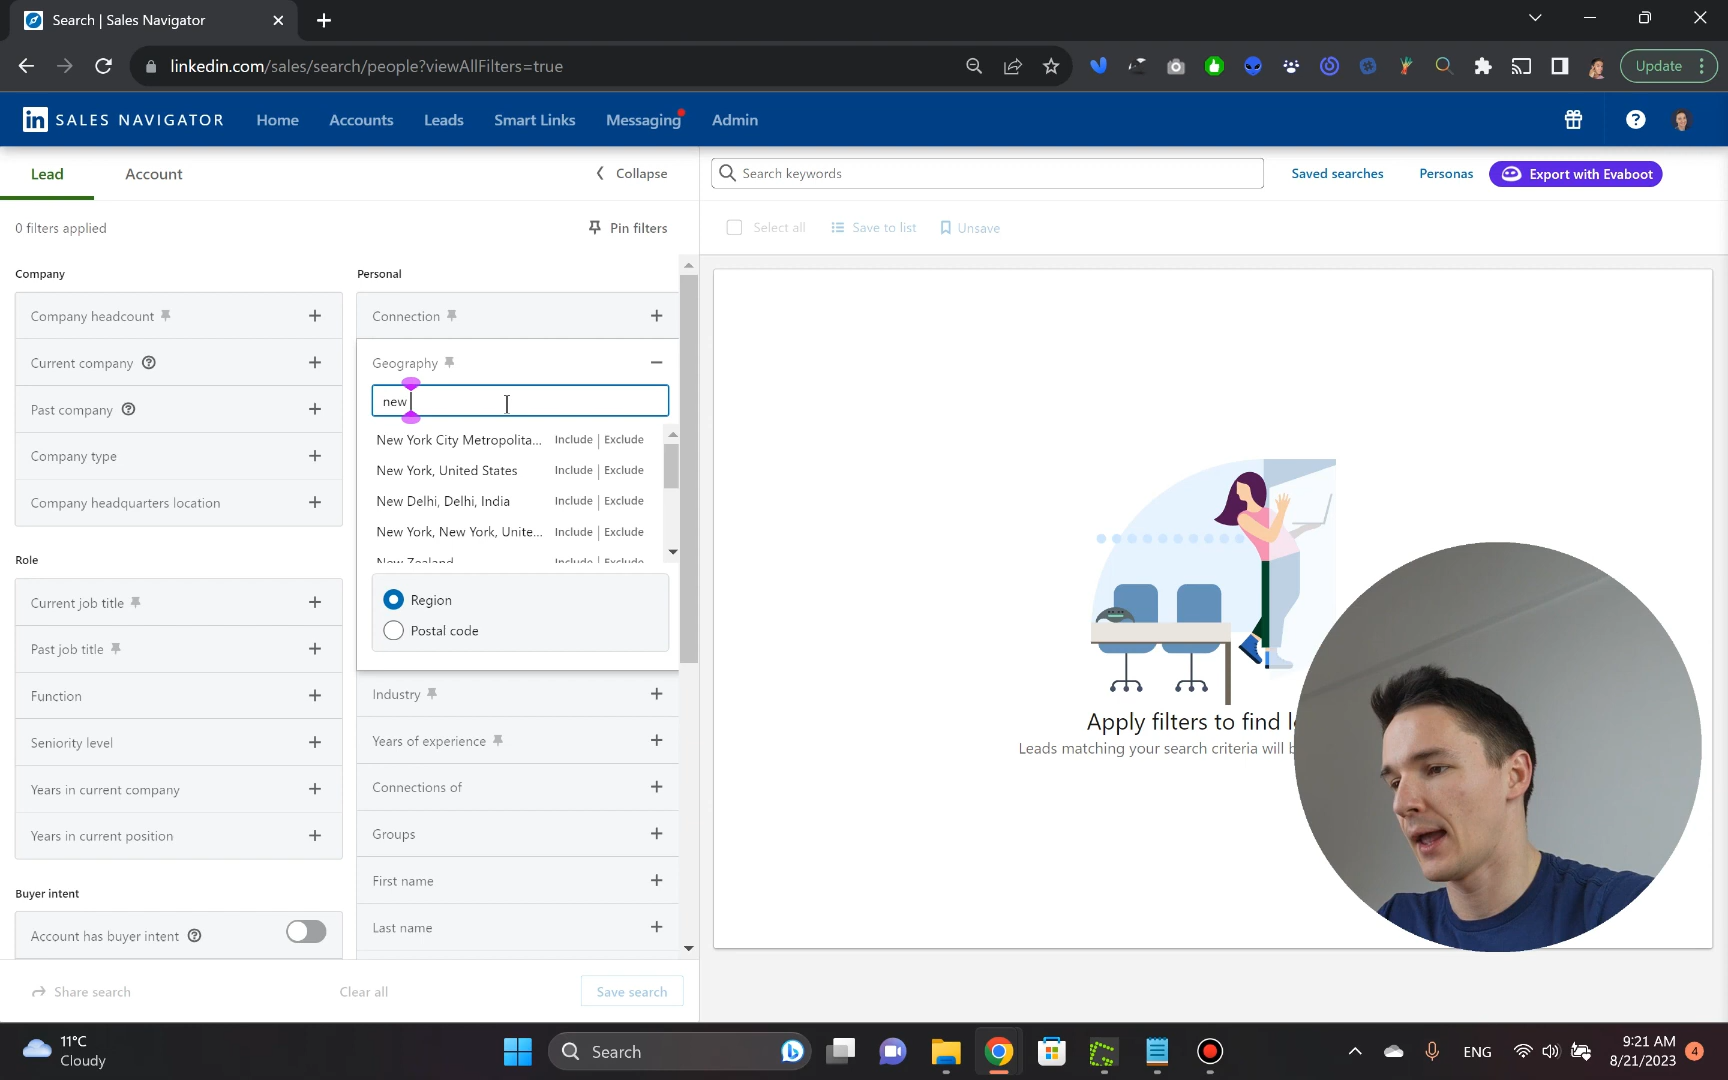 Search | Sales Navigator
linkedin.com/sales/search/people?viewAllFilters=true
Update
in SALES NAVIGATOR
Home
Accounts
Leads
Smart Links
Messaging
Admin
Lead
Account
Collapse
Search keywords
Saved searches
Personas
Export with Evaboot
0 filters applied
Pin filters
Select all
Save to list
Unsave
Company
Company headcount
Current company
Past company
Company type
Company headquarters location
Role
Current job title
Past job title
Function
Seniority level
Years in current company
Years in current position
Buyer intent
Account has buyer intent
Personal
Connection
Geography
new
New York City Metropolita... Include | Exclude
New York, United States Include | Exclude
New Delhi, Delhi, India Include | Exclude
New York, New York, Unite... Include | Exclude
New Zealand Include Exclude
Region
Postal code
Industry
Years of experience
Connections of
Groups
First name
Last name
Apply filters to find
Leads matching your search criteria will
Share search
Clear all
Save search
11°C
Cloudy
Search
ENG
9:21 AM
8/21/2023
4